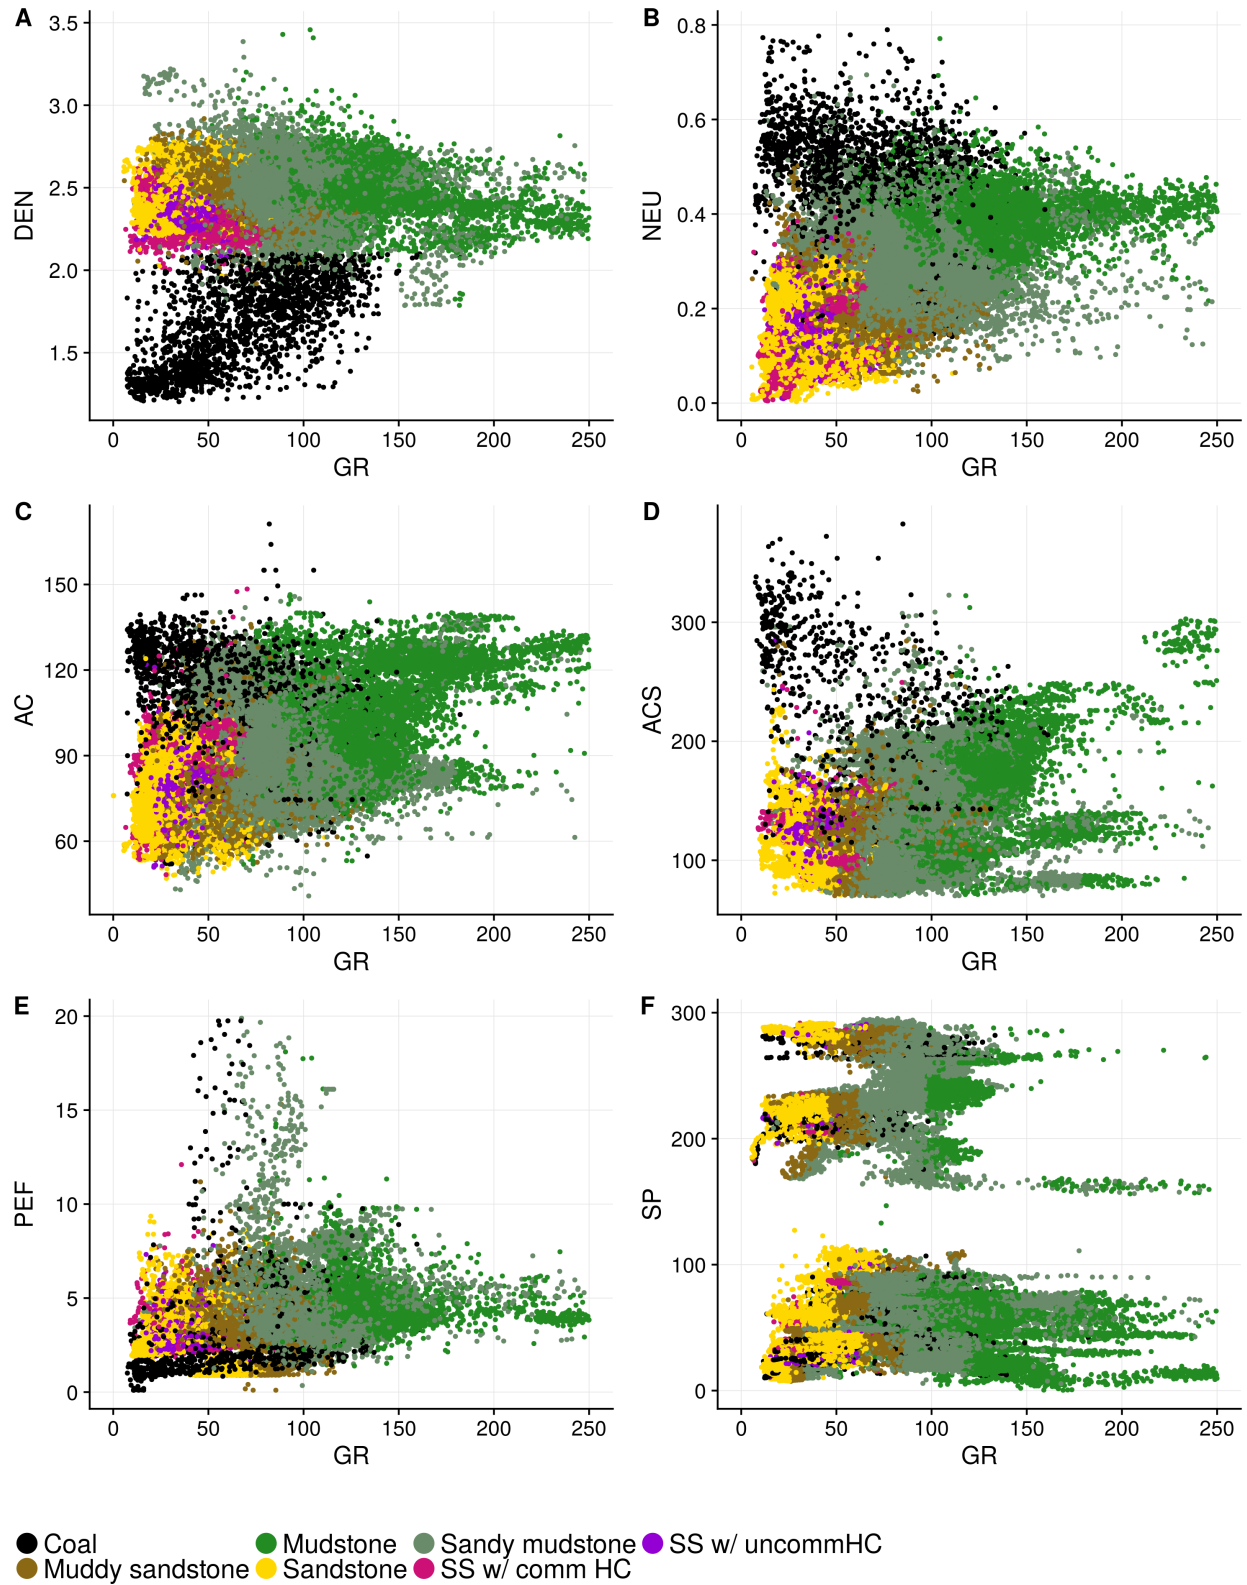 A
3.5
3.0
2.5
2.0
1.5
DEN
0 50 100 150 200 250
GR
B
0.8
0.6
0.4
0.2
0.0
NEU
0 50 100 150 200 250
GR
C
150
120
90
60
AC
0 50 100 150 200 250
GR
D
300
200
100
ACS
0 50 100 150 200 250
GR
E
20
15
10
5
0
PEF
0 50 100 150 200 250
GR
F
300
200
100
0
SP
0 50 100 150 200 250
GR
Coal Mudstone Sandy mudstone SS w/ uncommHC
Muddy sandstone Sandstone SS w/ comm HC